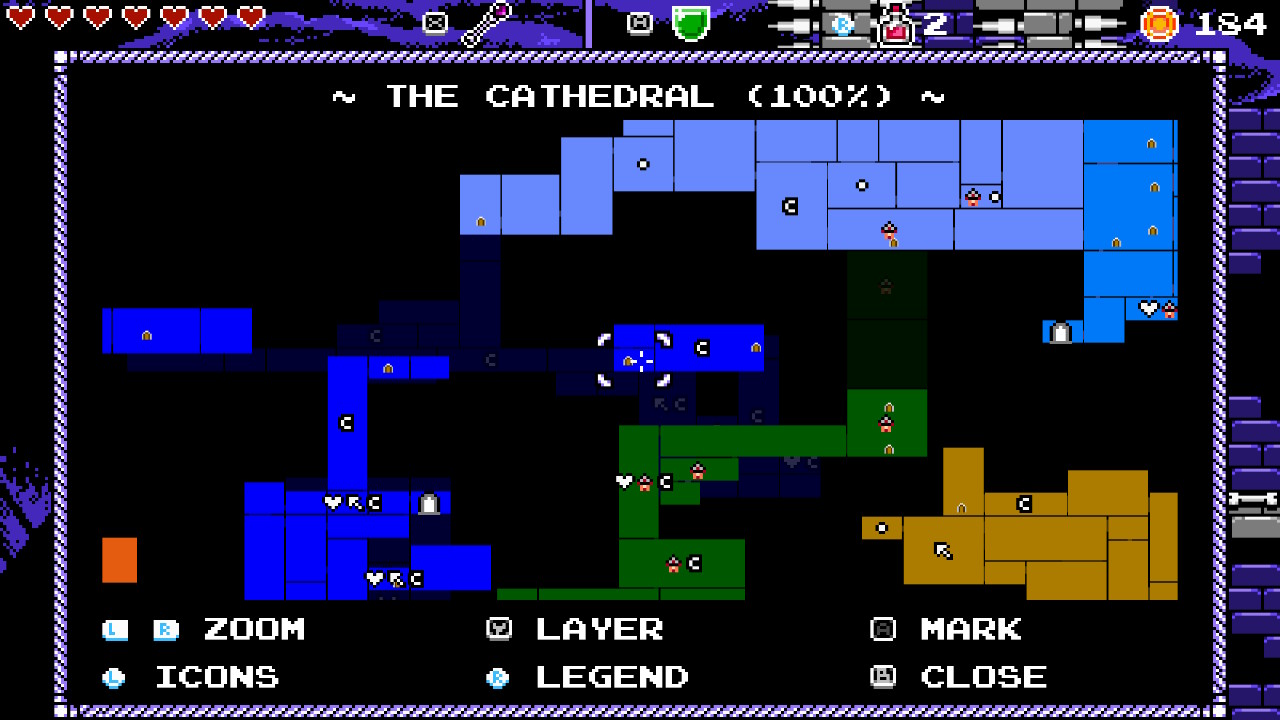 2 184
~ THE CATHEDRAL (100%) ~
L R ZOOM Y LAYER A MARK
L ICONS R LEGEND B CLOSE